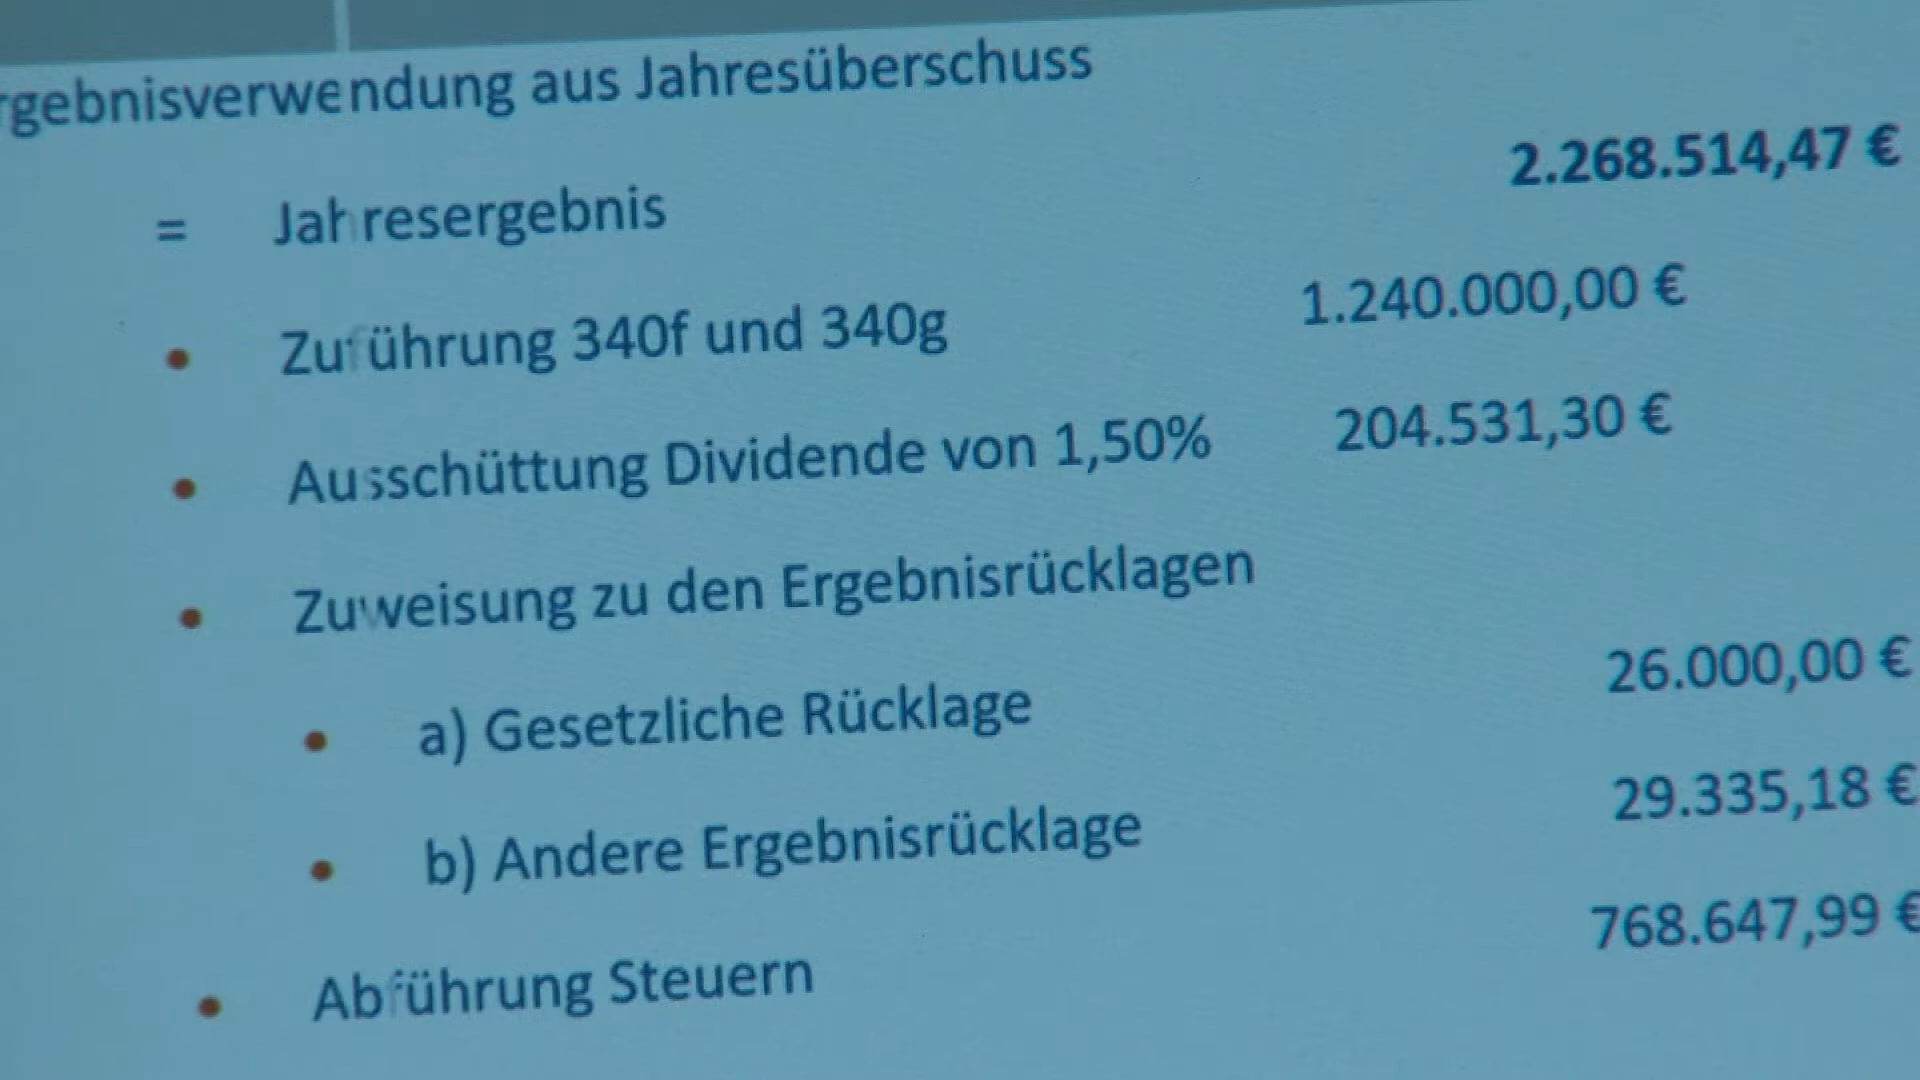 rgebnisverwendung aus Jahresüberschuss
= Jahresergebnis 2.268.514,47 €
• Zuführung 340f und 340g 1.240.000,00 €
• Ausschüttung Dividende von 1,50% 204.531,30 €
• Zuweisung zu den Ergebnisrücklagen
• a) Gesetzliche Rücklage 26.000,00 €
• b) Andere Ergebnisrücklage 29.335,18 €
• Abführung Steuern 768.647,99 €